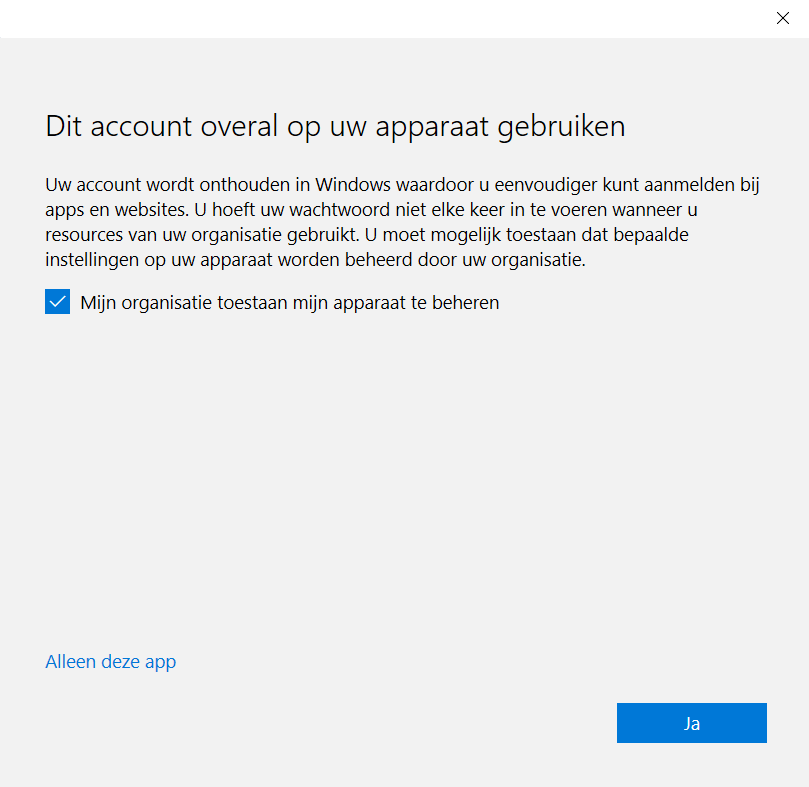 Dit account overal op uw apparaat gebruiken
Uw account wordt onthouden in Windows waardoor u eenvoudiger kunt aanmelden bij
apps en websites. U hoeft uw wachtwoord niet elke keer in te voeren wanneer u
resources van uw organisatie gebruikt. U moet mogelijk toestaan dat bepaalde
instellingen op uw apparaat worden beheerd door uw organisatie.
Mijn organisatie toestaan mijn apparaat te beheren
Alleen deze app
Ja